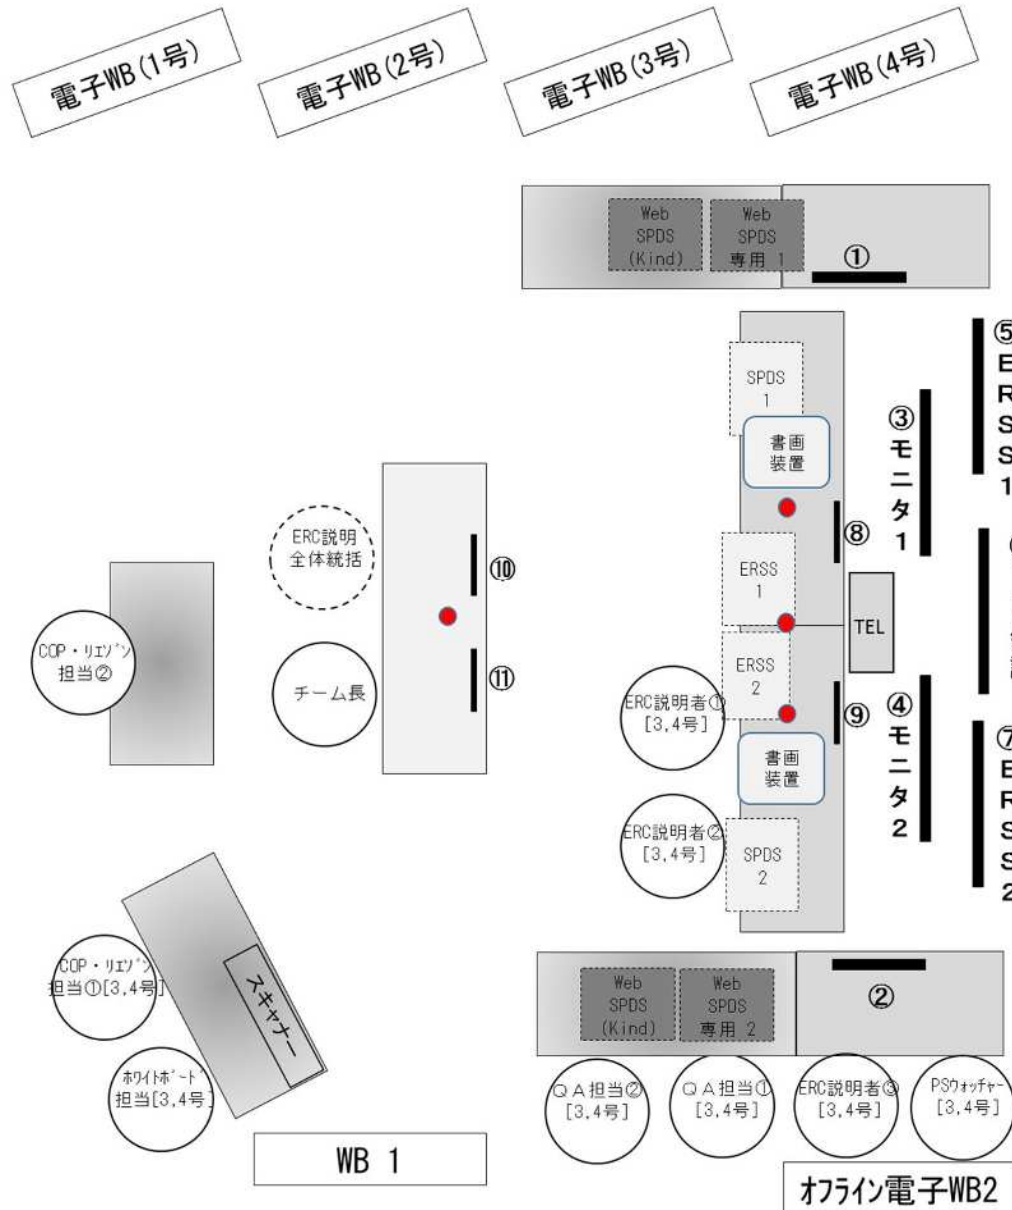 電子WB(1号)
電子WB(2号)
電子WB(3号)
電子WB(4号)
Web
SPDS
(Kind)
Web
SPDS
専用 1
①
SPDS
1
書画
装置
⑧
ERSS
1
TEL
ERSS
2
⑨
書画
装置
SPDS
2
③
モ
ニ
タ
1
④
モ
ニ
タ
2
⑤
E
R
S
S
1
⑦
E
R
S
S
2
ERC説明
全体統括
⑩
チーム長
⑪
COP・リエゾン
担当②
ERC説明者①
[3,4号]
ERC説明者②
[3,4号]
COP・リエゾン
担当①[3,4号]
スキャナー
ホワイトボード
担当[3,4号]
WB 1
Web
SPDS
(Kind)
Web
SPDS
専用 2
②
QA担当②
[3,4号]
QA担当①
[3,4号]
ERC説明者③
[3,4号]
PSウォッチャー
[3,4号]
オフライン電子WB2